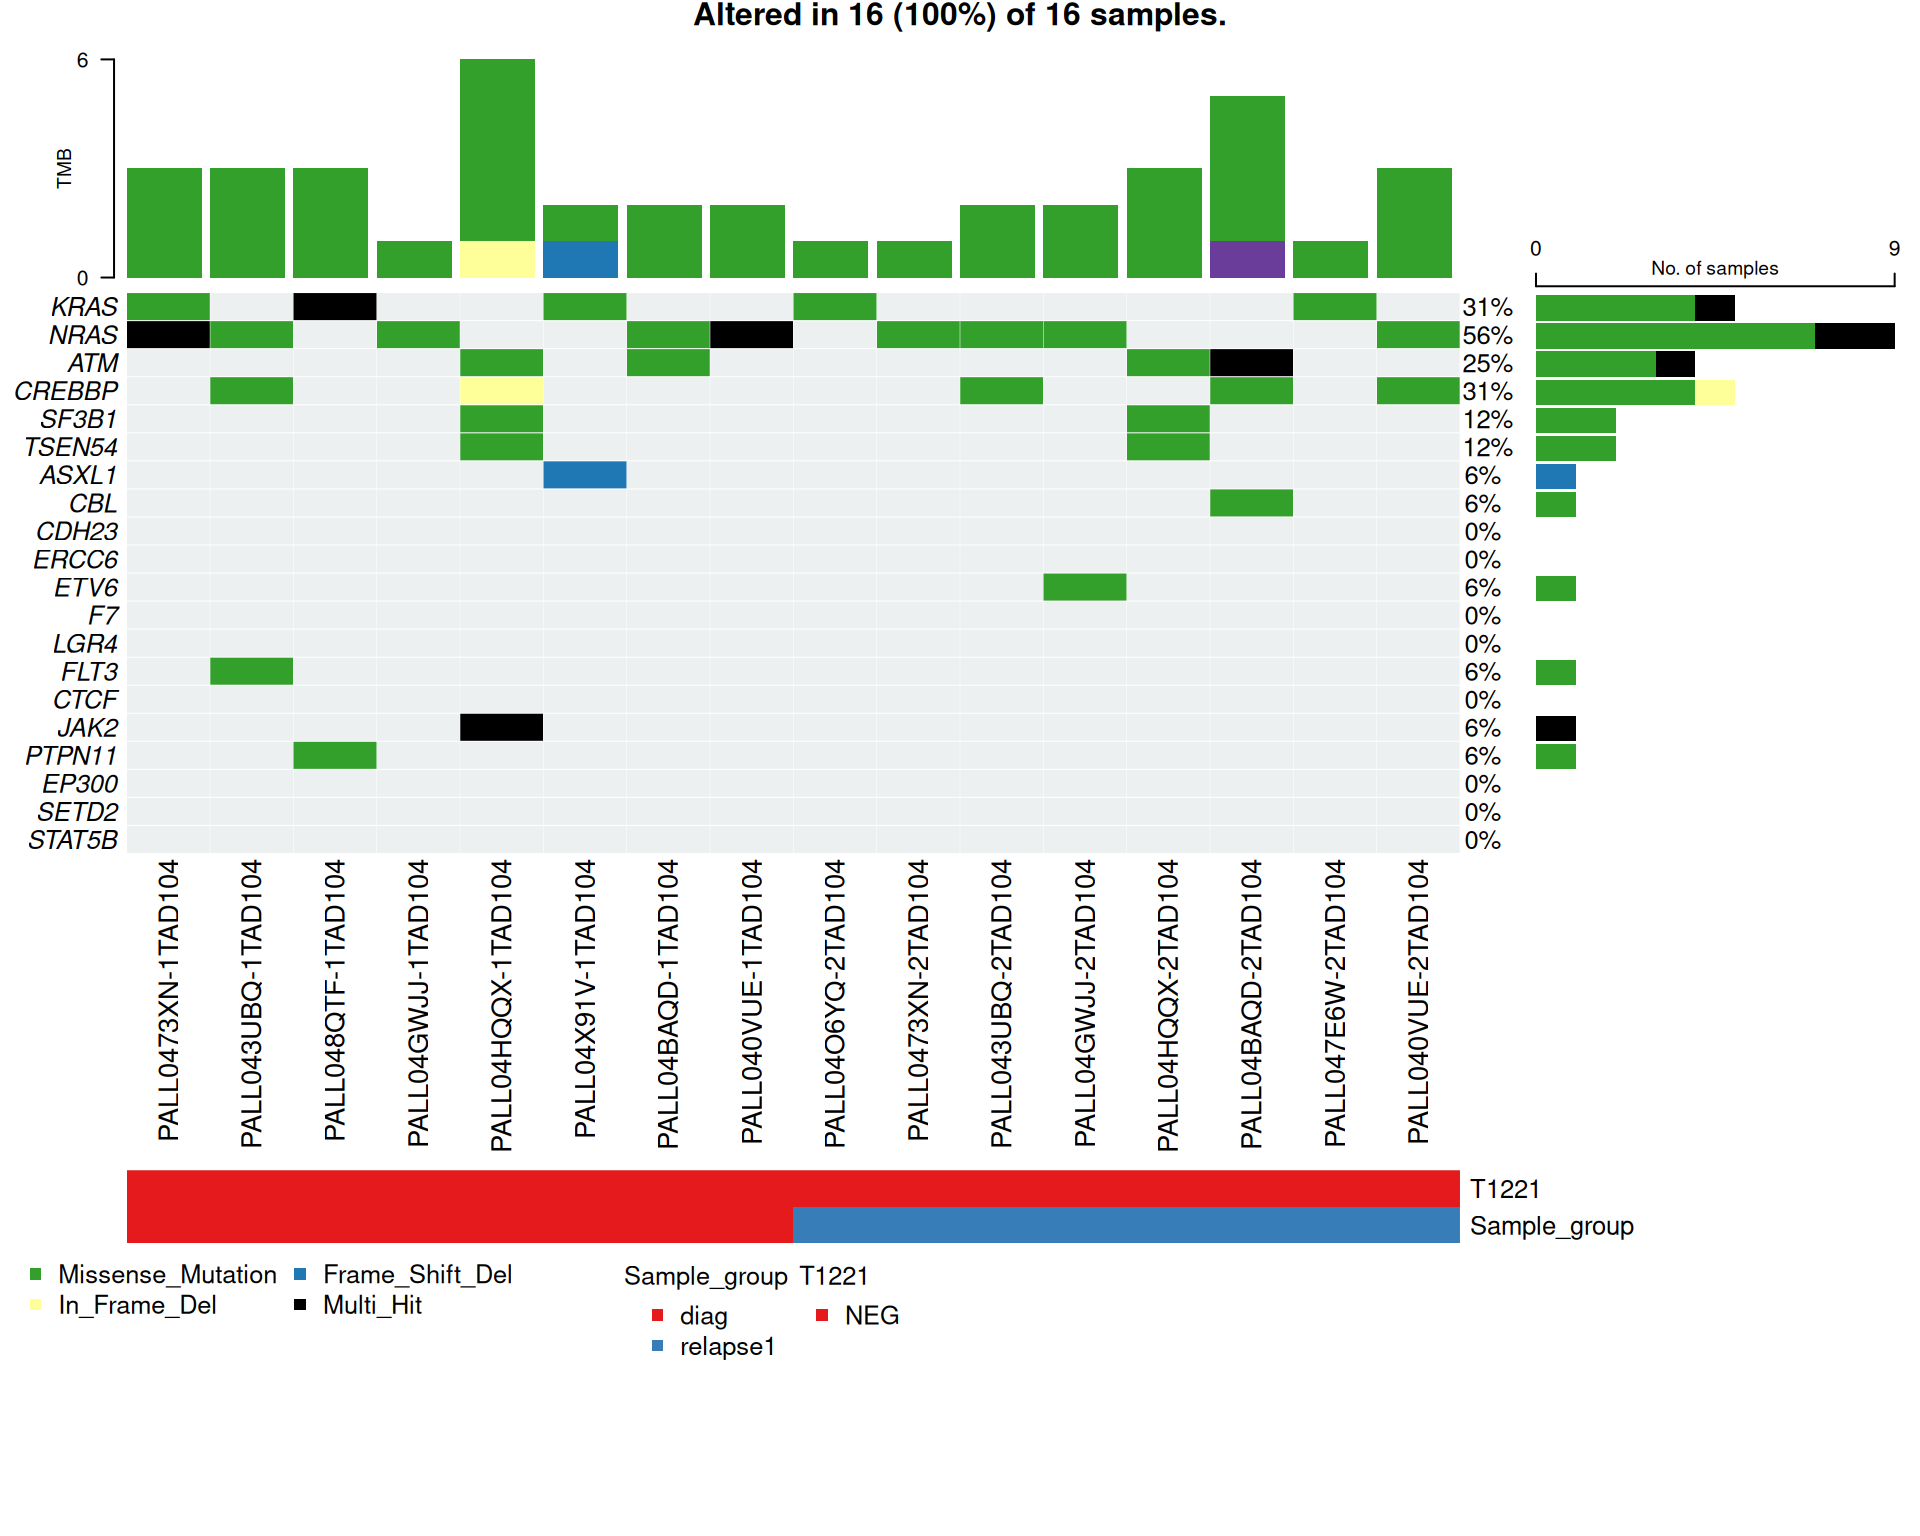 Altered in 16 (100%) of 16 samples.
6
TMB
0
0
9
No. of samples
KRAS 31%
NRAS 56%
ATM 25%
CREBBP 31%
SF3B1 12%
TSEN54 12%
ASXL1 6%
CBL 6%
CDH23 0%
ERCC6 0%
ETV6 6%
F7 0%
LGR4 0%
FLT3 6%
CTCF 0%
JAK2 6%
PTPN11 6%
EP300 0%
SETD2 0%
STAT5B 0%
PALL0473XN-1TAD104
PALL043UBQ-1TAD104
PALL048QTF-1TAD104
PALL04GWJJ-1TAD104
PALL04HQQX-1TAD104
PALL04X91V-1TAD104
PALL04BAQD-1TAD104
PALL040VUE-1TAD104
PALL04O6YQ-2TAD104
PALL0473XN-2TAD104
PALL043UBQ-2TAD104
PALL04GWJJ-2TAD104
PALL04HQQX-2TAD104
PALL04BAQD-2TAD104
PALL047E6W-2TAD104
PALL040VUE-2TAD104
T1221
Sample_group
Missense_Mutation Frame_Shift_Del
In_Frame_Del Multi_Hit
Sample_group T1221
diag NEG
relapse1